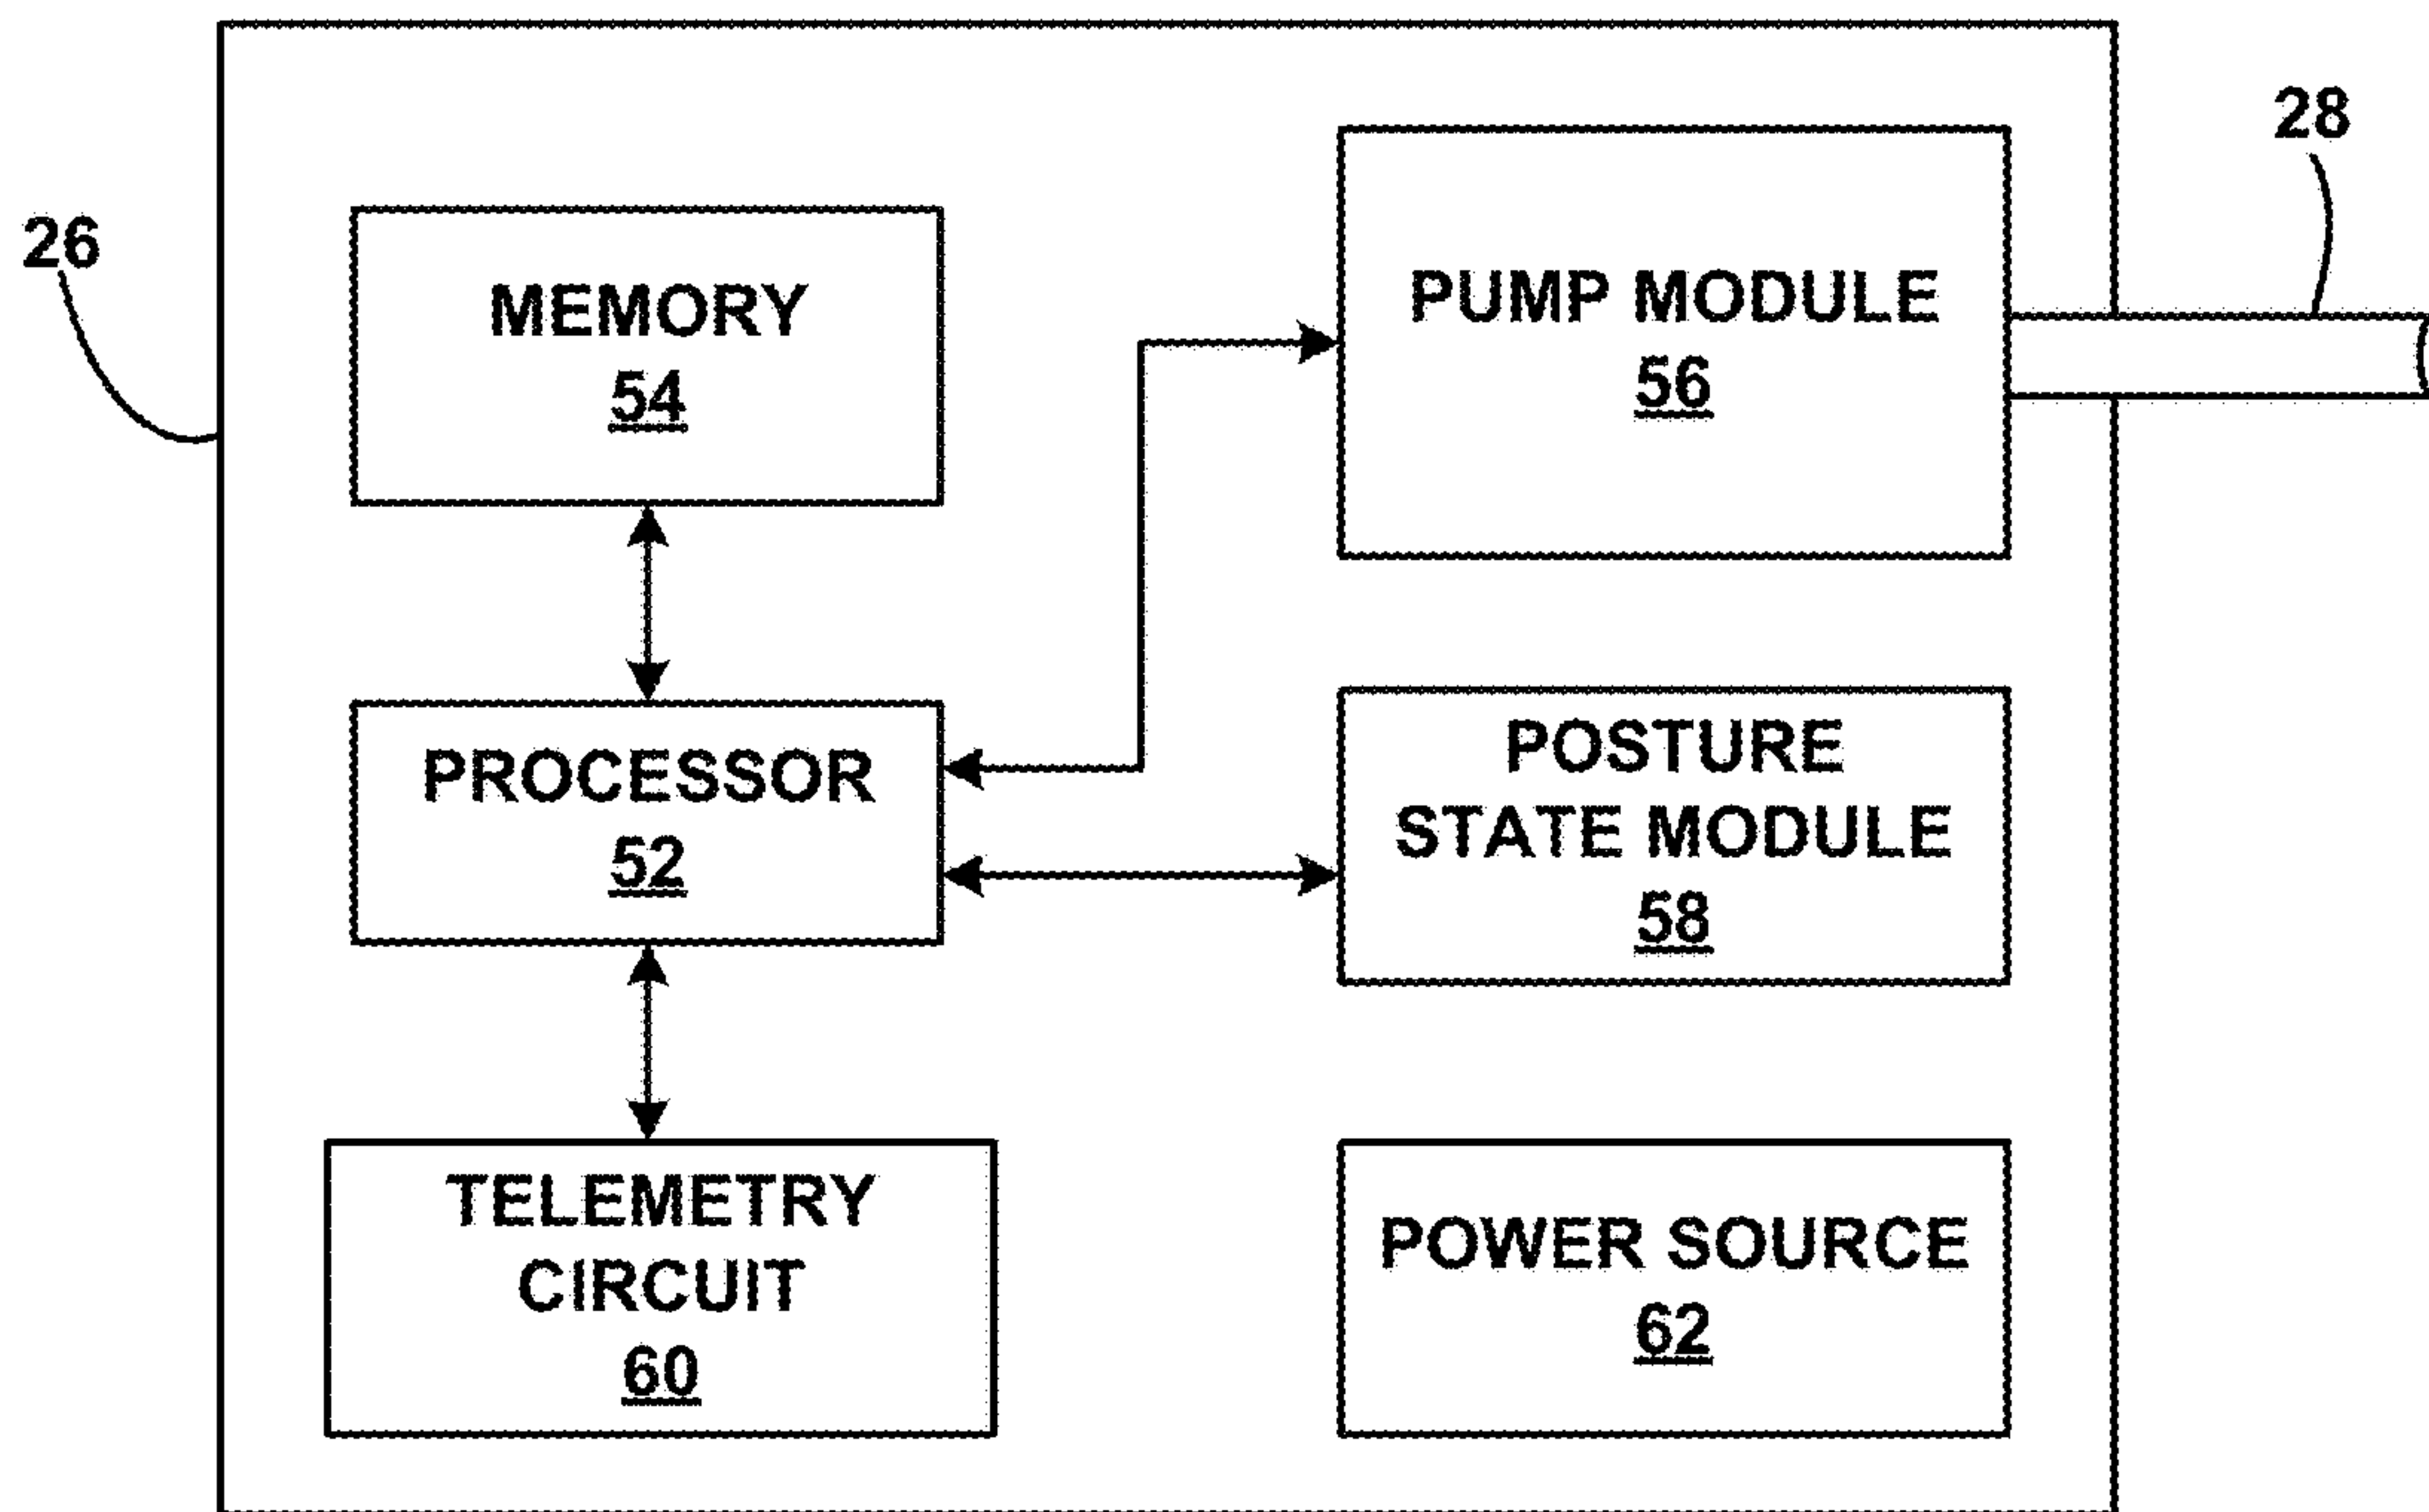 26
28
MEMORY
54
PUMP MODULE
56
PROCESSOR
52
POSTURE
STATE MODULE
58
TELEMETRY
CIRCUIT
60
POWER SOURCE
62